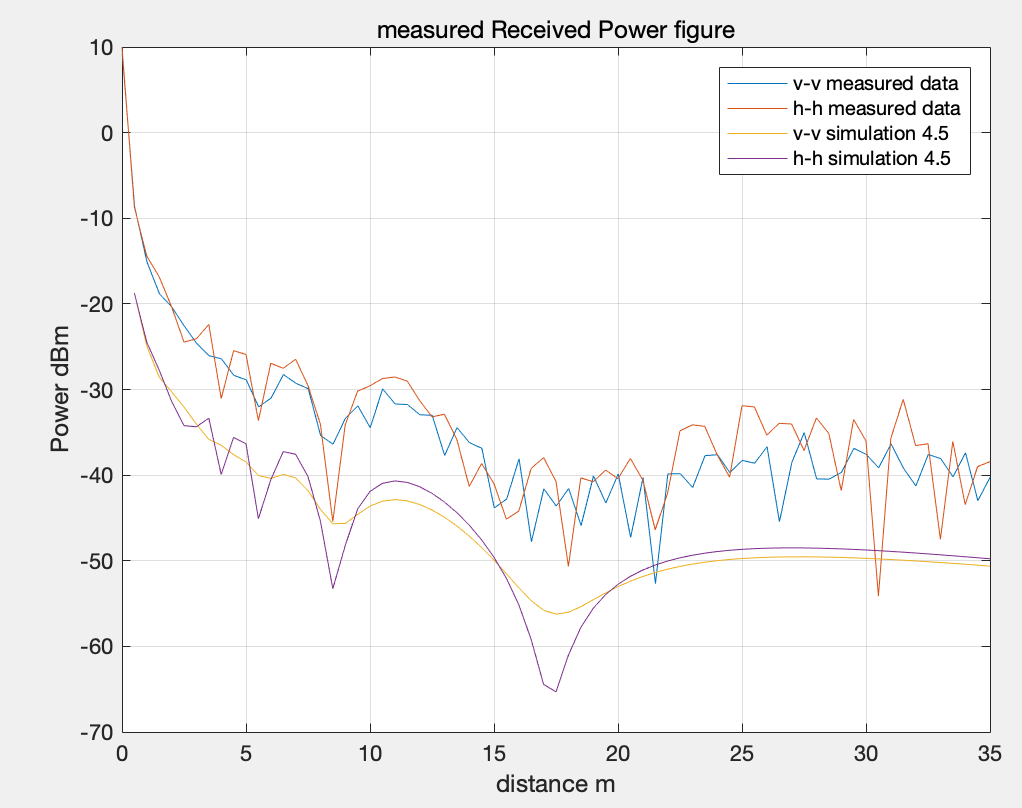 measured Received Power figure
v-v measured data
h-h measured data
v-v simulation 4.5
h-h simulation 4.5
Power dBm
10
0
-10
-20
-30
-40
-50
-60
-70
0 5 10 15 20 25 30 35
distance m